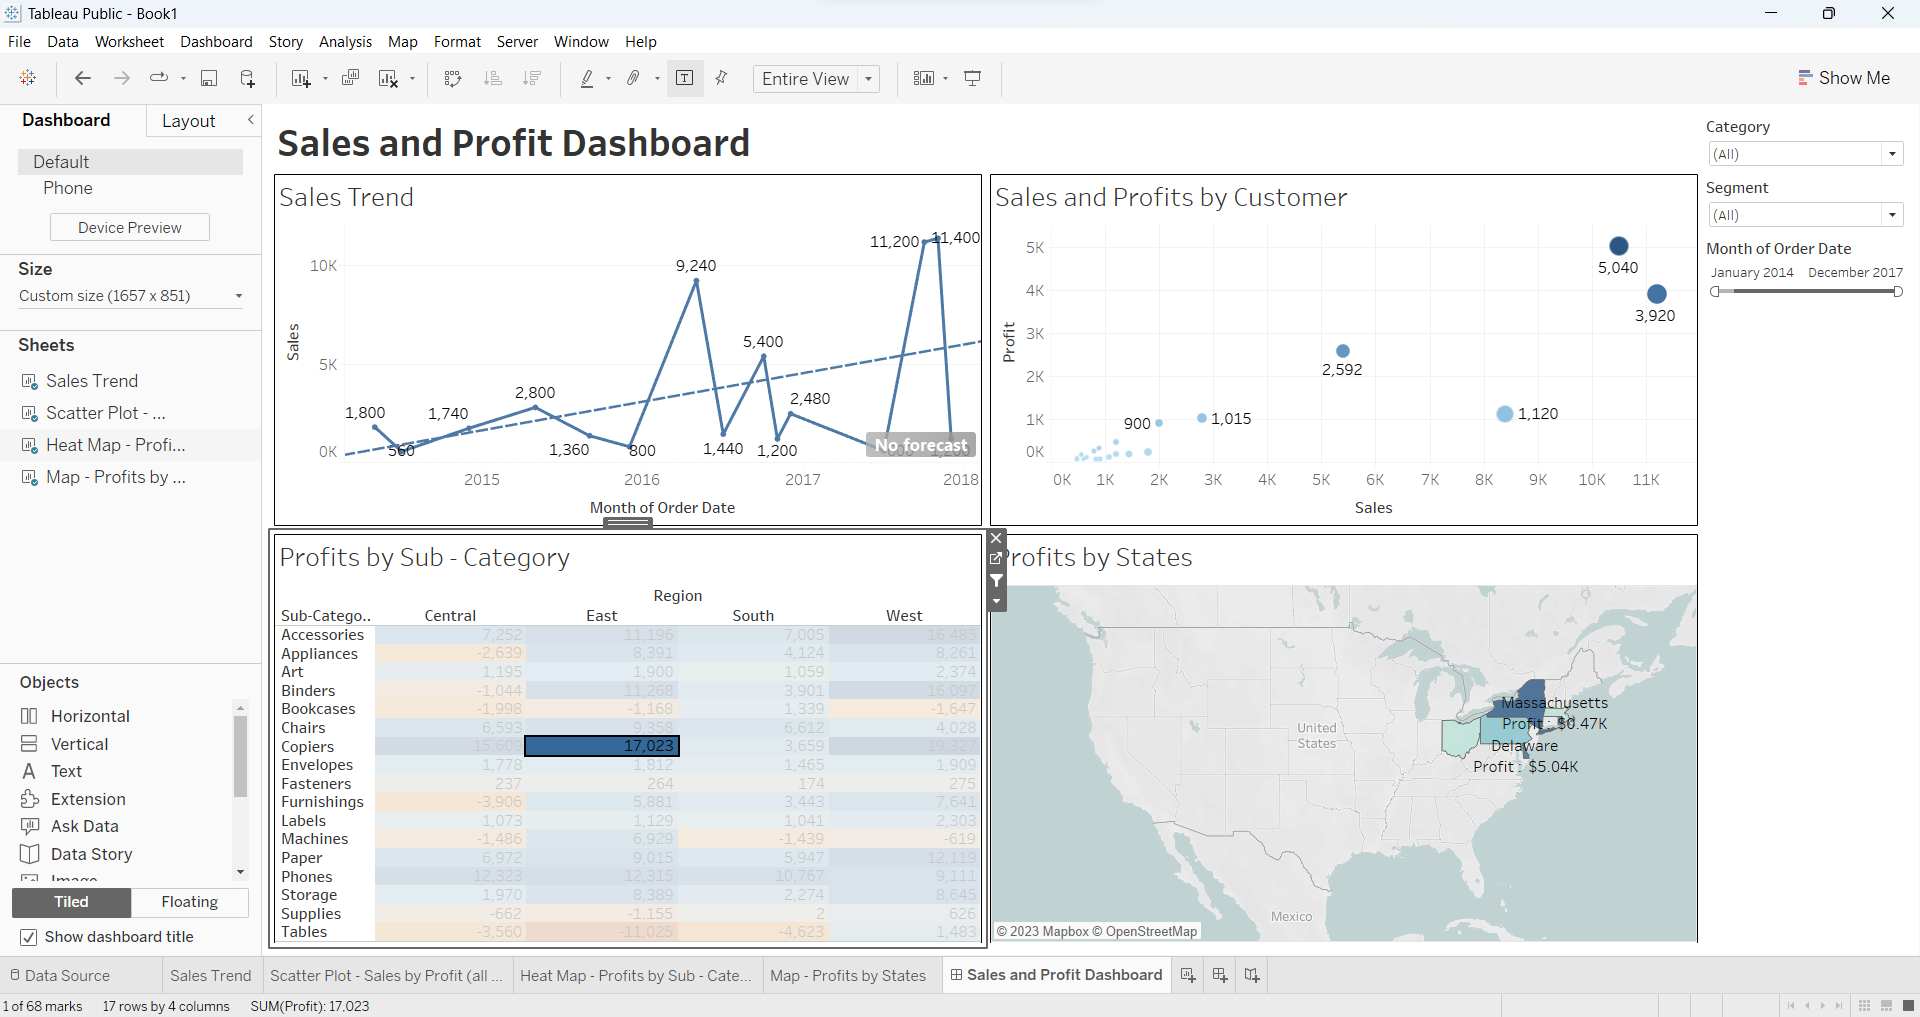 Tableau Public - Book1
File Data Worksheet Dashboard Story Analysis Map Format Server Window Help
Entire View
Show Me
Dashboard
Layout
Default
Phone
Device Preview
Size
Custom size (1657 x 851)
Sheets
Sales Trend
Scatter Plot - ...
Heat Map - Profi...
Map - Profits by ...
Objects
Horizontal
Vertical
Text
Extension
Ask Data
Data Story
Image
Tiled
Floating
Show dashboard title
Sales and Profit Dashboard
Sales Trend
Sales
10K
5K
0K
1,800
560
1,740
2,800
1,360
800
9,240
1,440
5,400
1,200
2,480
11,200
11,400
No forecast
2015 2016 2017 2018
Month of Order Date
Sales and Profits by Customer
Profit
5K
4K
3K
2K
1K
0K
5,040
3,920
2,592
1,120
1,015
900
0K 1K 2K 3K 4K 5K 6K 7K 8K 9K 10K 11K
Sales
Category
(All)
Segment
(All)
Month of Order Date
January 2014 December 2017
Profits by Sub - Category
Region
Sub-Catego.. Central East South West
Accessories 7,252 11,196 7,005 16,485
Appliances -2,639 8,391 4,124 8,261
Art 1,195 1,900 1,059 2,374
Binders -1,044 11,268 3,901 16,097
Bookcases -1,998 -1,168 1,339 -1,647
Chairs 6,593 9,358 6,612 4,028
Copiers 15,609 17,023 3,659 19,327
Envelopes 1,778 1,812 1,465 1,909
Fasteners 237 264 174 275
Furnishings -3,906 5,881 3,443 7,641
Labels 1,073 1,129 1,041 2,303
Machines -1,486 6,929 -1,439 -619
Paper 6,972 9,015 5,947 12,119
Phones 12,323 12,315 10,767 9,111
Storage 1,970 8,389 2,274 8,645
Supplies -662 -1,155 2 626
Tables -3,560 -11,025 -4,623 1,483
Profits by States
United
States
Mexico
Massachusetts
Profit : $0.47K
Delaware
Profit : $5.04K
© 2023 Mapbox © OpenStreetMap
Data Source
Sales Trend
Scatter Plot - Sales by Profit (all ...
Heat Map - Profits by Sub - Cate...
Map - Profits by States
Sales and Profit Dashboard
1 of 68 marks 17 rows by 4 columns SUM(Profit): 17,023